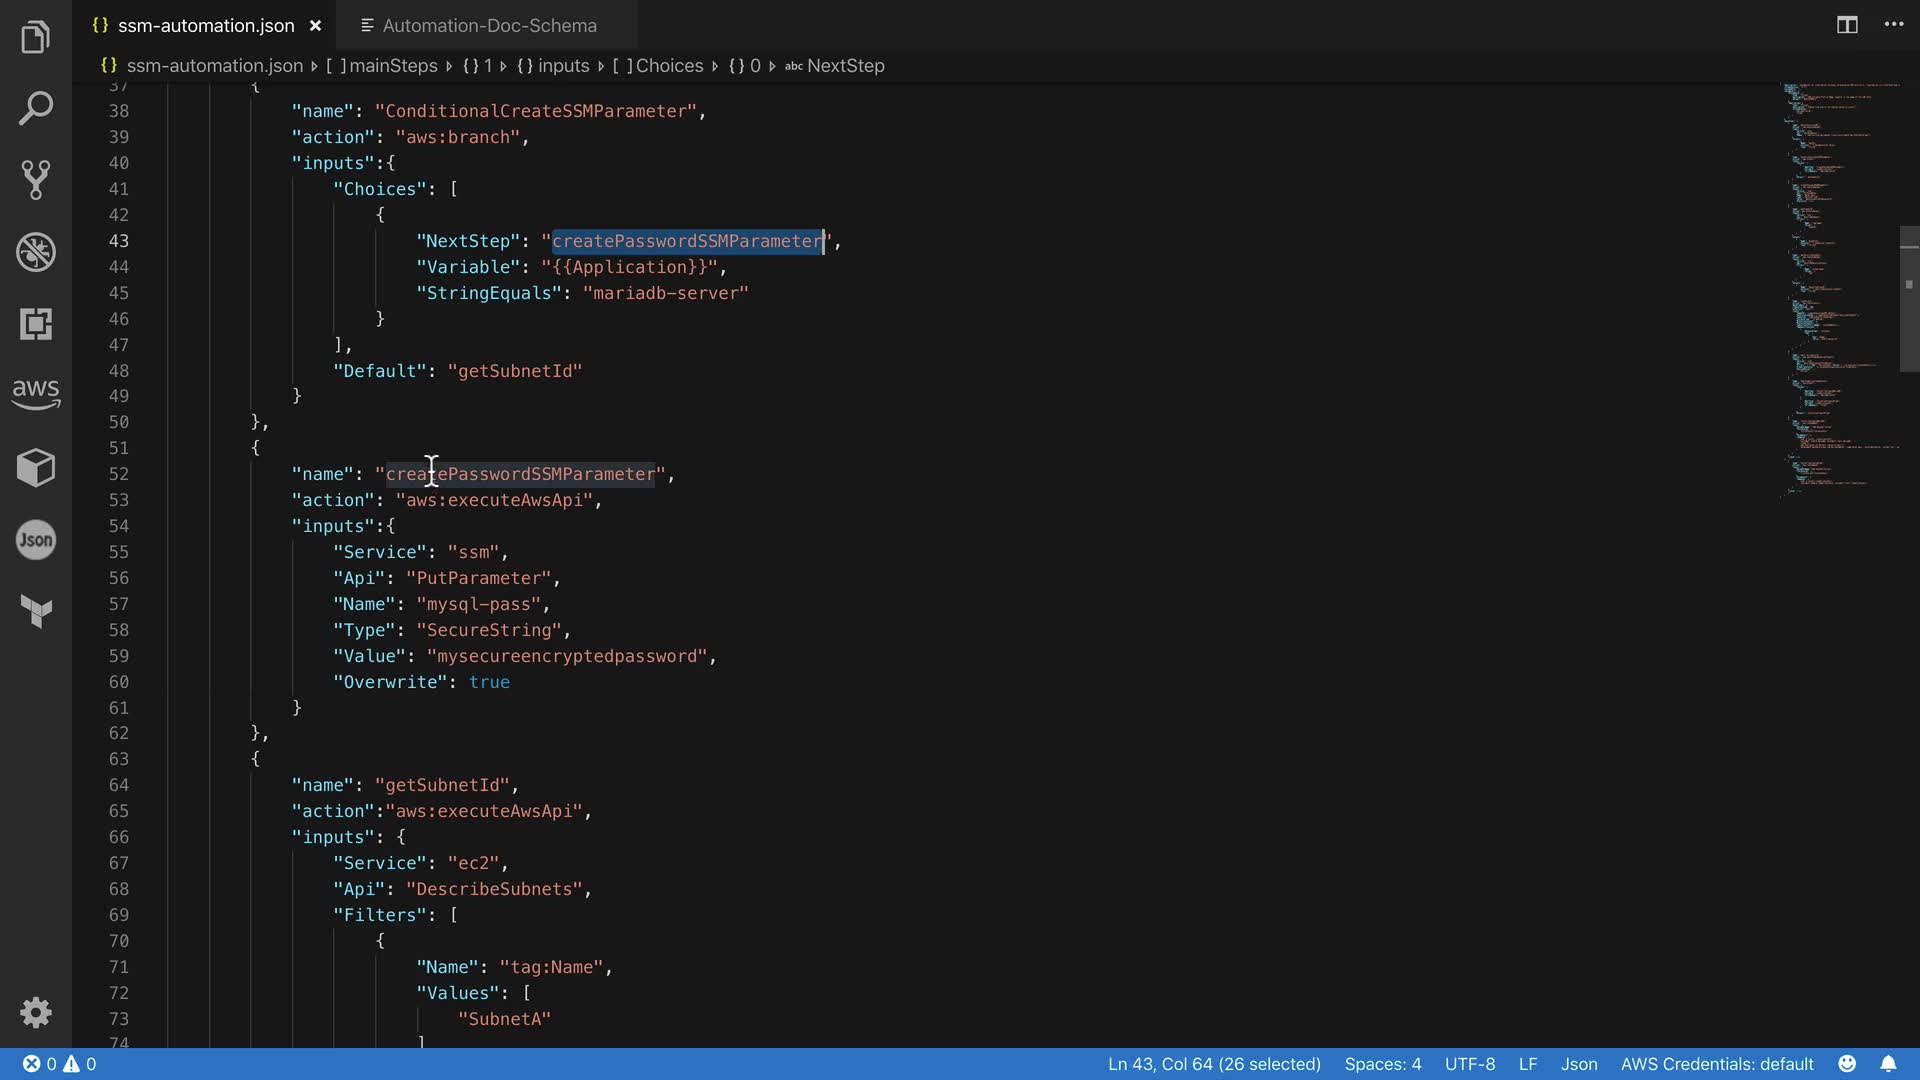 {} ssm-automation.json × Automation-Doc-Schema
{} ssm-automation.json › [ ] mainSteps › {} 1 › {} inputs › [ ] Choices › {} 0 › abc NextStep
37 {
38 "name": "ConditionalCreateSSMParameter",
39 "action": "aws:branch",
40 "inputs":{
41 "Choices": [
42 {
43 "NextStep": "createPasswordSSMParameter",
44 "Variable": "{{Application}}",
45 "StringEquals": "mariadb-server"
46 }
47 ],
48 "Default": "getSubnetId"
49 }
50 },
51 {
52 "name": "createPasswordSSMParameter",
53 "action": "aws:executeAwsApi",
54 "inputs":{
55 "Service": "ssm",
56 "Api": "PutParameter",
57 "Name": "mysql-pass",
58 "Type": "SecureString",
59 "Value": "mysecureencryptedpassword",
60 "Overwrite": true
61 }
62 },
63 {
64 "name": "getSubnetId",
65 "action":"aws:executeAwsApi",
66 "inputs": {
67 "Service": "ec2",
68 "Api": "DescribeSubnets",
69 "Filters": [
70 {
71 "Name": "tag:Name",
72 "Values": [
73 "SubnetA"
74 ]
aws
Json
0 0 Ln 43, Col 64 (26 selected) Spaces: 4 UTF-8 LF Json AWS Credentials: default